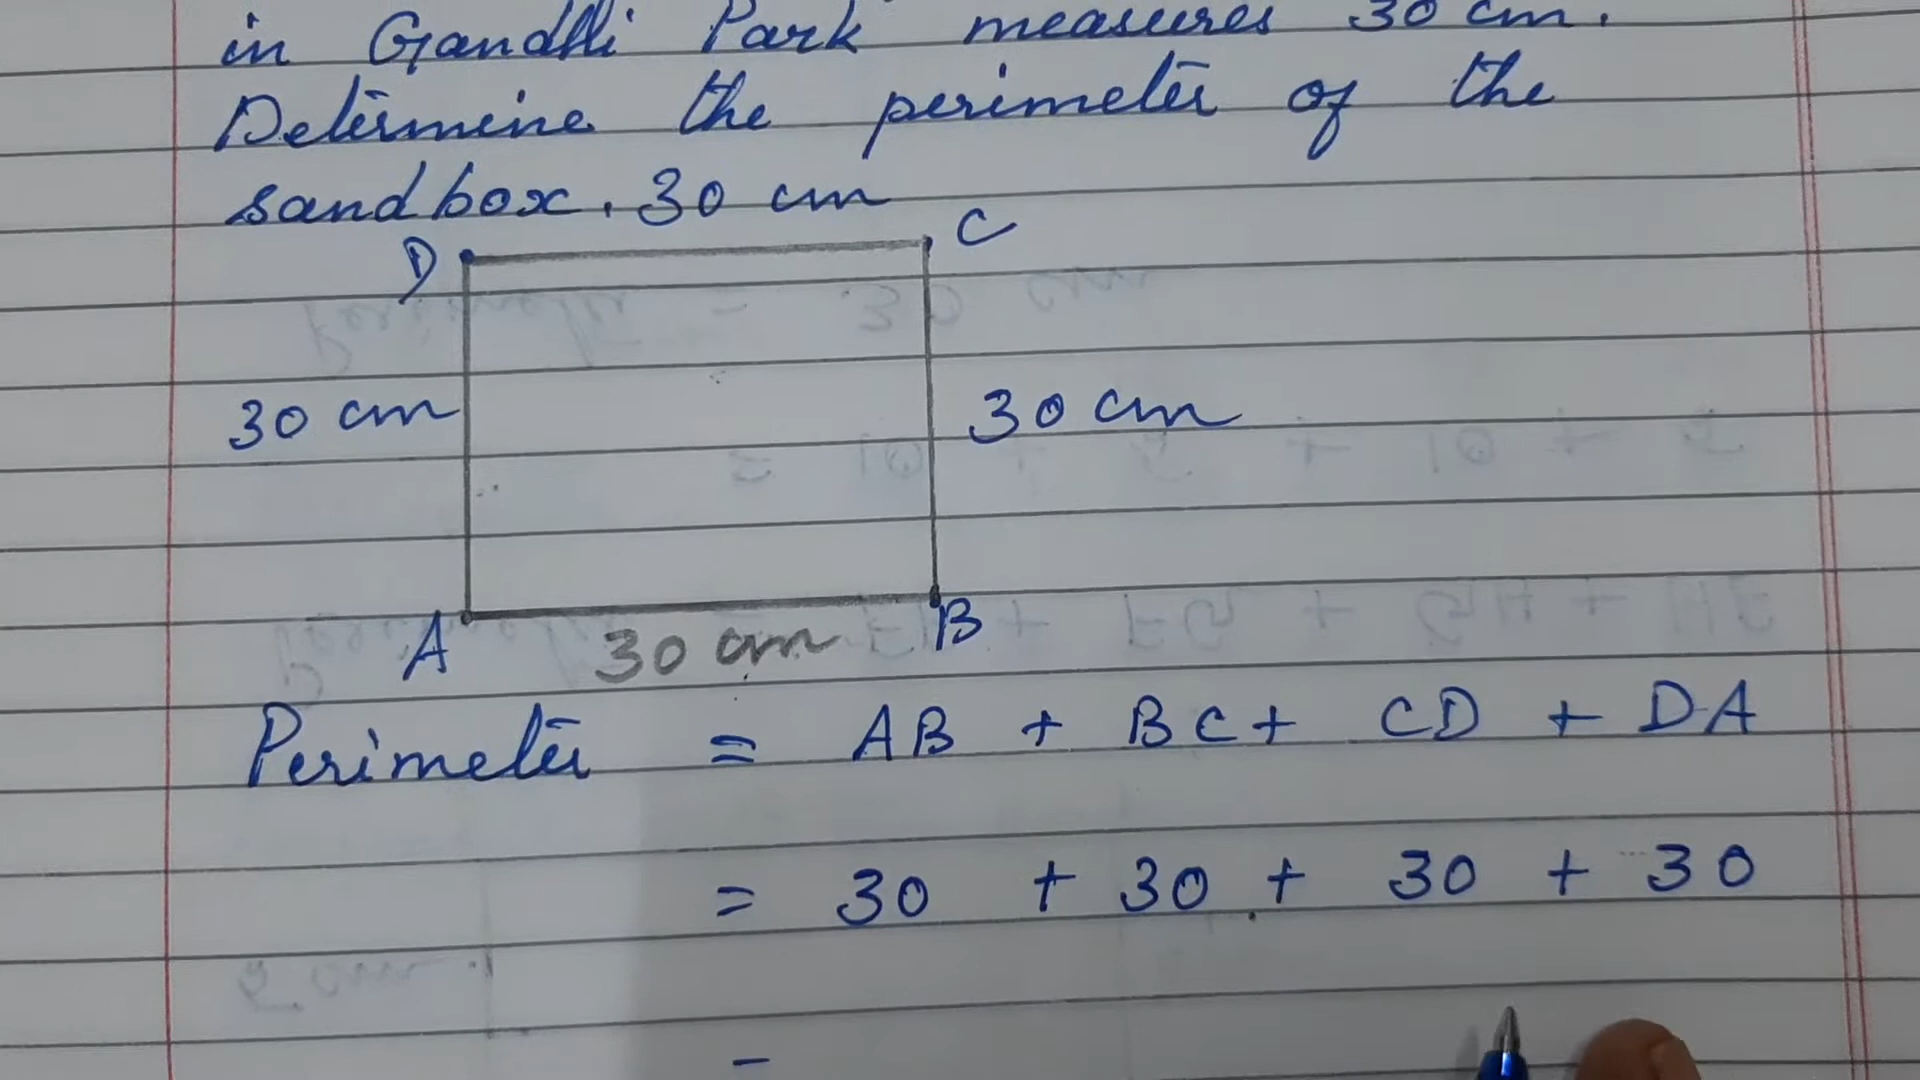 in Gandhi Park measures 30 cm.
Determine the perimeter of the
sandbox. 30 cm
D C
30 cm 30 cm
A 30 cm B
Perimeter = AB + BC + CD + DA
= 30 + 30 + 30 + 30